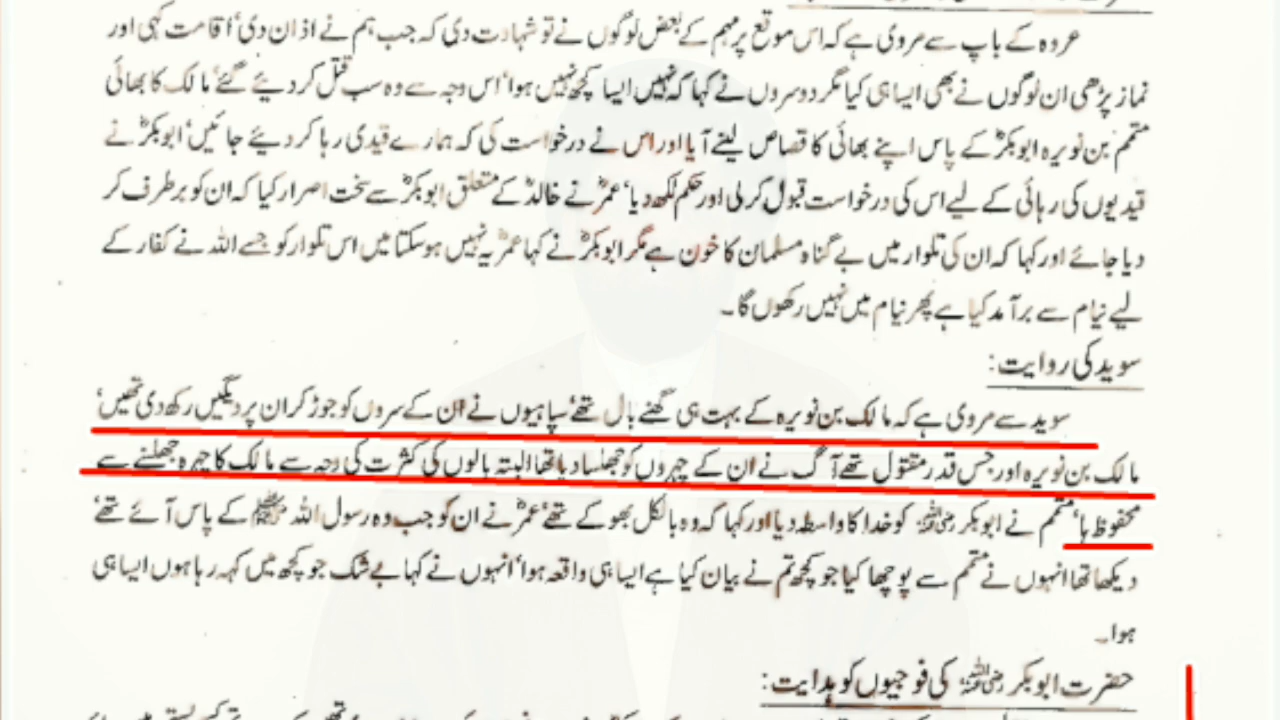 عروہ کے باپ سے مروی ہے کہ اس موقع پر مہم کے بعض لوگوں نے تو شہادت دی کہ جب ہم نے اذان دی' اقامت کہی اور
نماز پڑھی ان لوگوں نے بھی ایسا ہی کیا مگر دوسروں نے کہا کہ نہیں ایسا کچھ نہیں ہوا' اس وجہ سے وہ سب قتل کر دیئے گئے' مالک کا بھائی
متمم بن نویرہ ابوبکرؓ کے پاس اپنے بھائی کا قصاص لینے آیا اور اس نے درخواست کی کہ ہمارے قیدی رہا کر دیئے جائیں' ابوبکرؓ نے
قیدیوں کی رہائی کے لیے اس کی درخواست قبول کر لی اور حکم لکھ دیا' عمرؓ نے خالدؓ کے متعلق ابوبکرؓ سے سخت اصرار کیا کہ ان کو برطرف کر
دیا جائے اور کہا کہ ان کی تلوار میں بے گناہ مسلمان کا خون ہے مگر ابوبکرؓ نے کہا عمرؓ یہ نہیں ہو سکتا میں اس تلوار کو جسے اللہ نے کفار کے
لیے نیام سے برآمد کیا ہے پھر نیام میں نہیں رکھوں گا۔
سوید کی روایت:
سوید سے مروی ہے کہ مالک بن نویرہ کے بہت ہی گھنے بال تھے' سپاہیوں نے ان کے سروں کو جوڑ کر ان پر دیگیں رکھ دی تھیں'
مالک بن نویرہ اور جس قدر مقتول تھے آگ نے ان کے چہروں کو جھلسا دیا تھا البتہ بالوں کی کثرت کی وجہ سے مالک کا چہرہ جھلسنے سے
محفوظ رہا' متمم نے ابوبکر رضی اللہ عنہ کو خدا کا واسطہ دیا اور کہا کہ وہ بالکل بھوکے تھے' عمرؓ نے ان کو جب وہ رسول اللہ ﷺ کے پاس آئے تھے
دیکھا تھا انہوں نے متمم سے پوچھا کیا جو کچھ تم نے بیان کیا ہے ایسا ہی واقعہ ہوا' انہوں نے کہا بے شک جو کچھ میں کہہ رہا ہوں ایسا ہی
ہوا۔
حضرت ابوبکر رضی اللہ عنہ کی فوجیوں کو ہدایت: